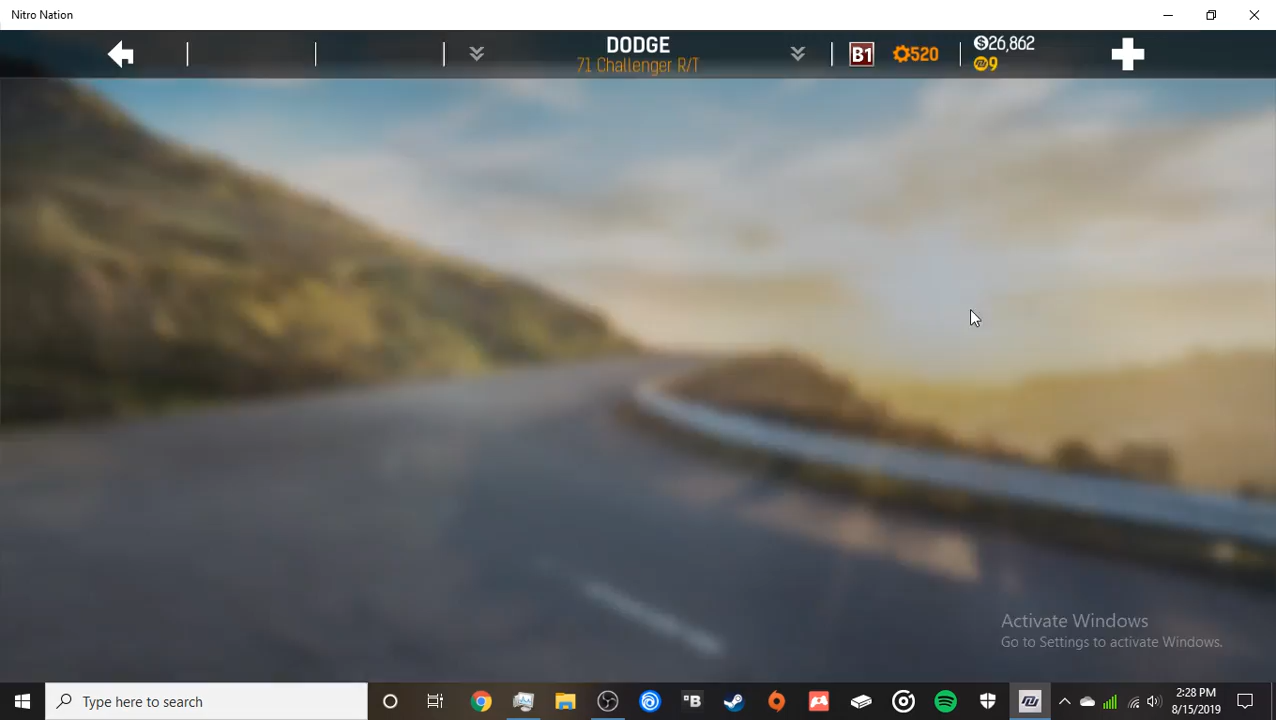 Nitro Nation
DODGE
71 Challenger R/T
B1
520
26,862
9
Activate Windows
Go to Settings to activate Windows.
Type here to search
B
2:28 PM
8/15/2019